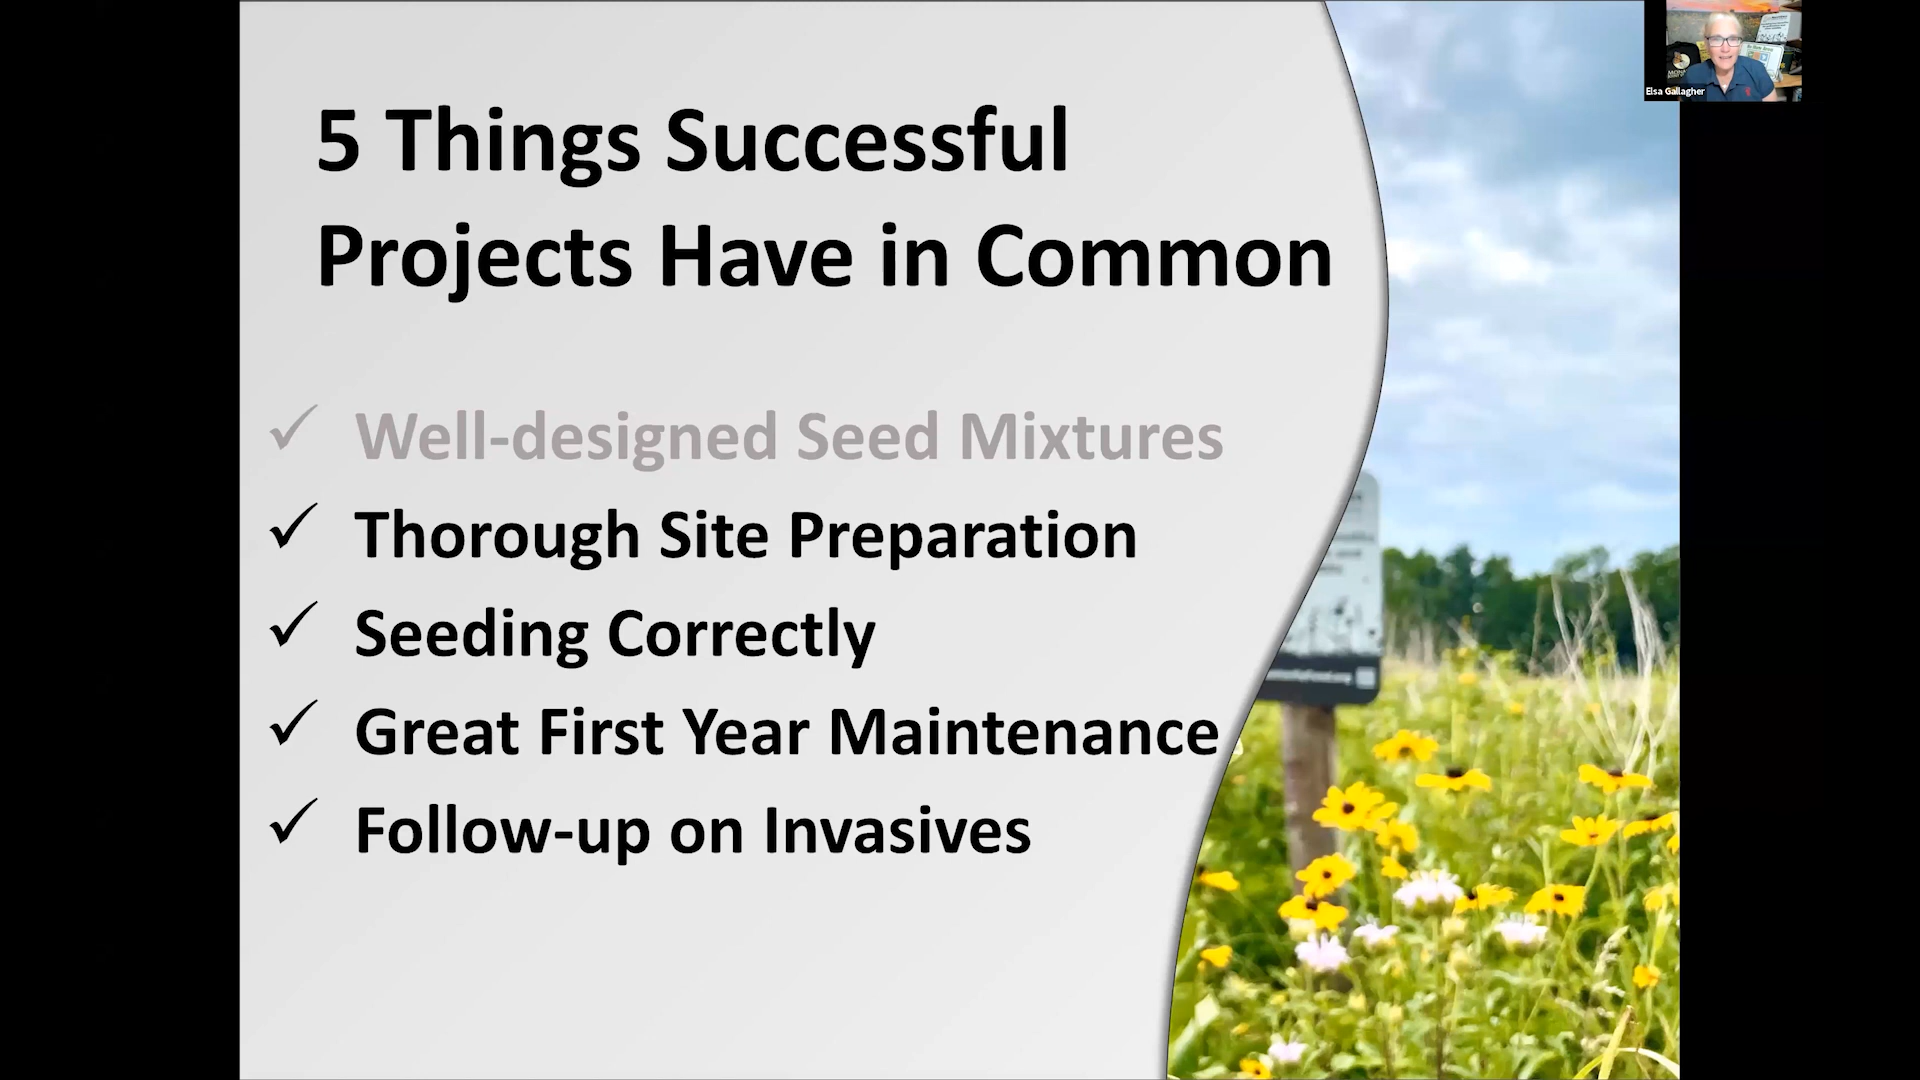 5 Things Successful
Projects Have in Common
Well-designed Seed Mixtures
Thorough Site Preparation
Seeding Correctly
Great First Year Maintenance
Follow-up on Invasives
Elsa Gallagher